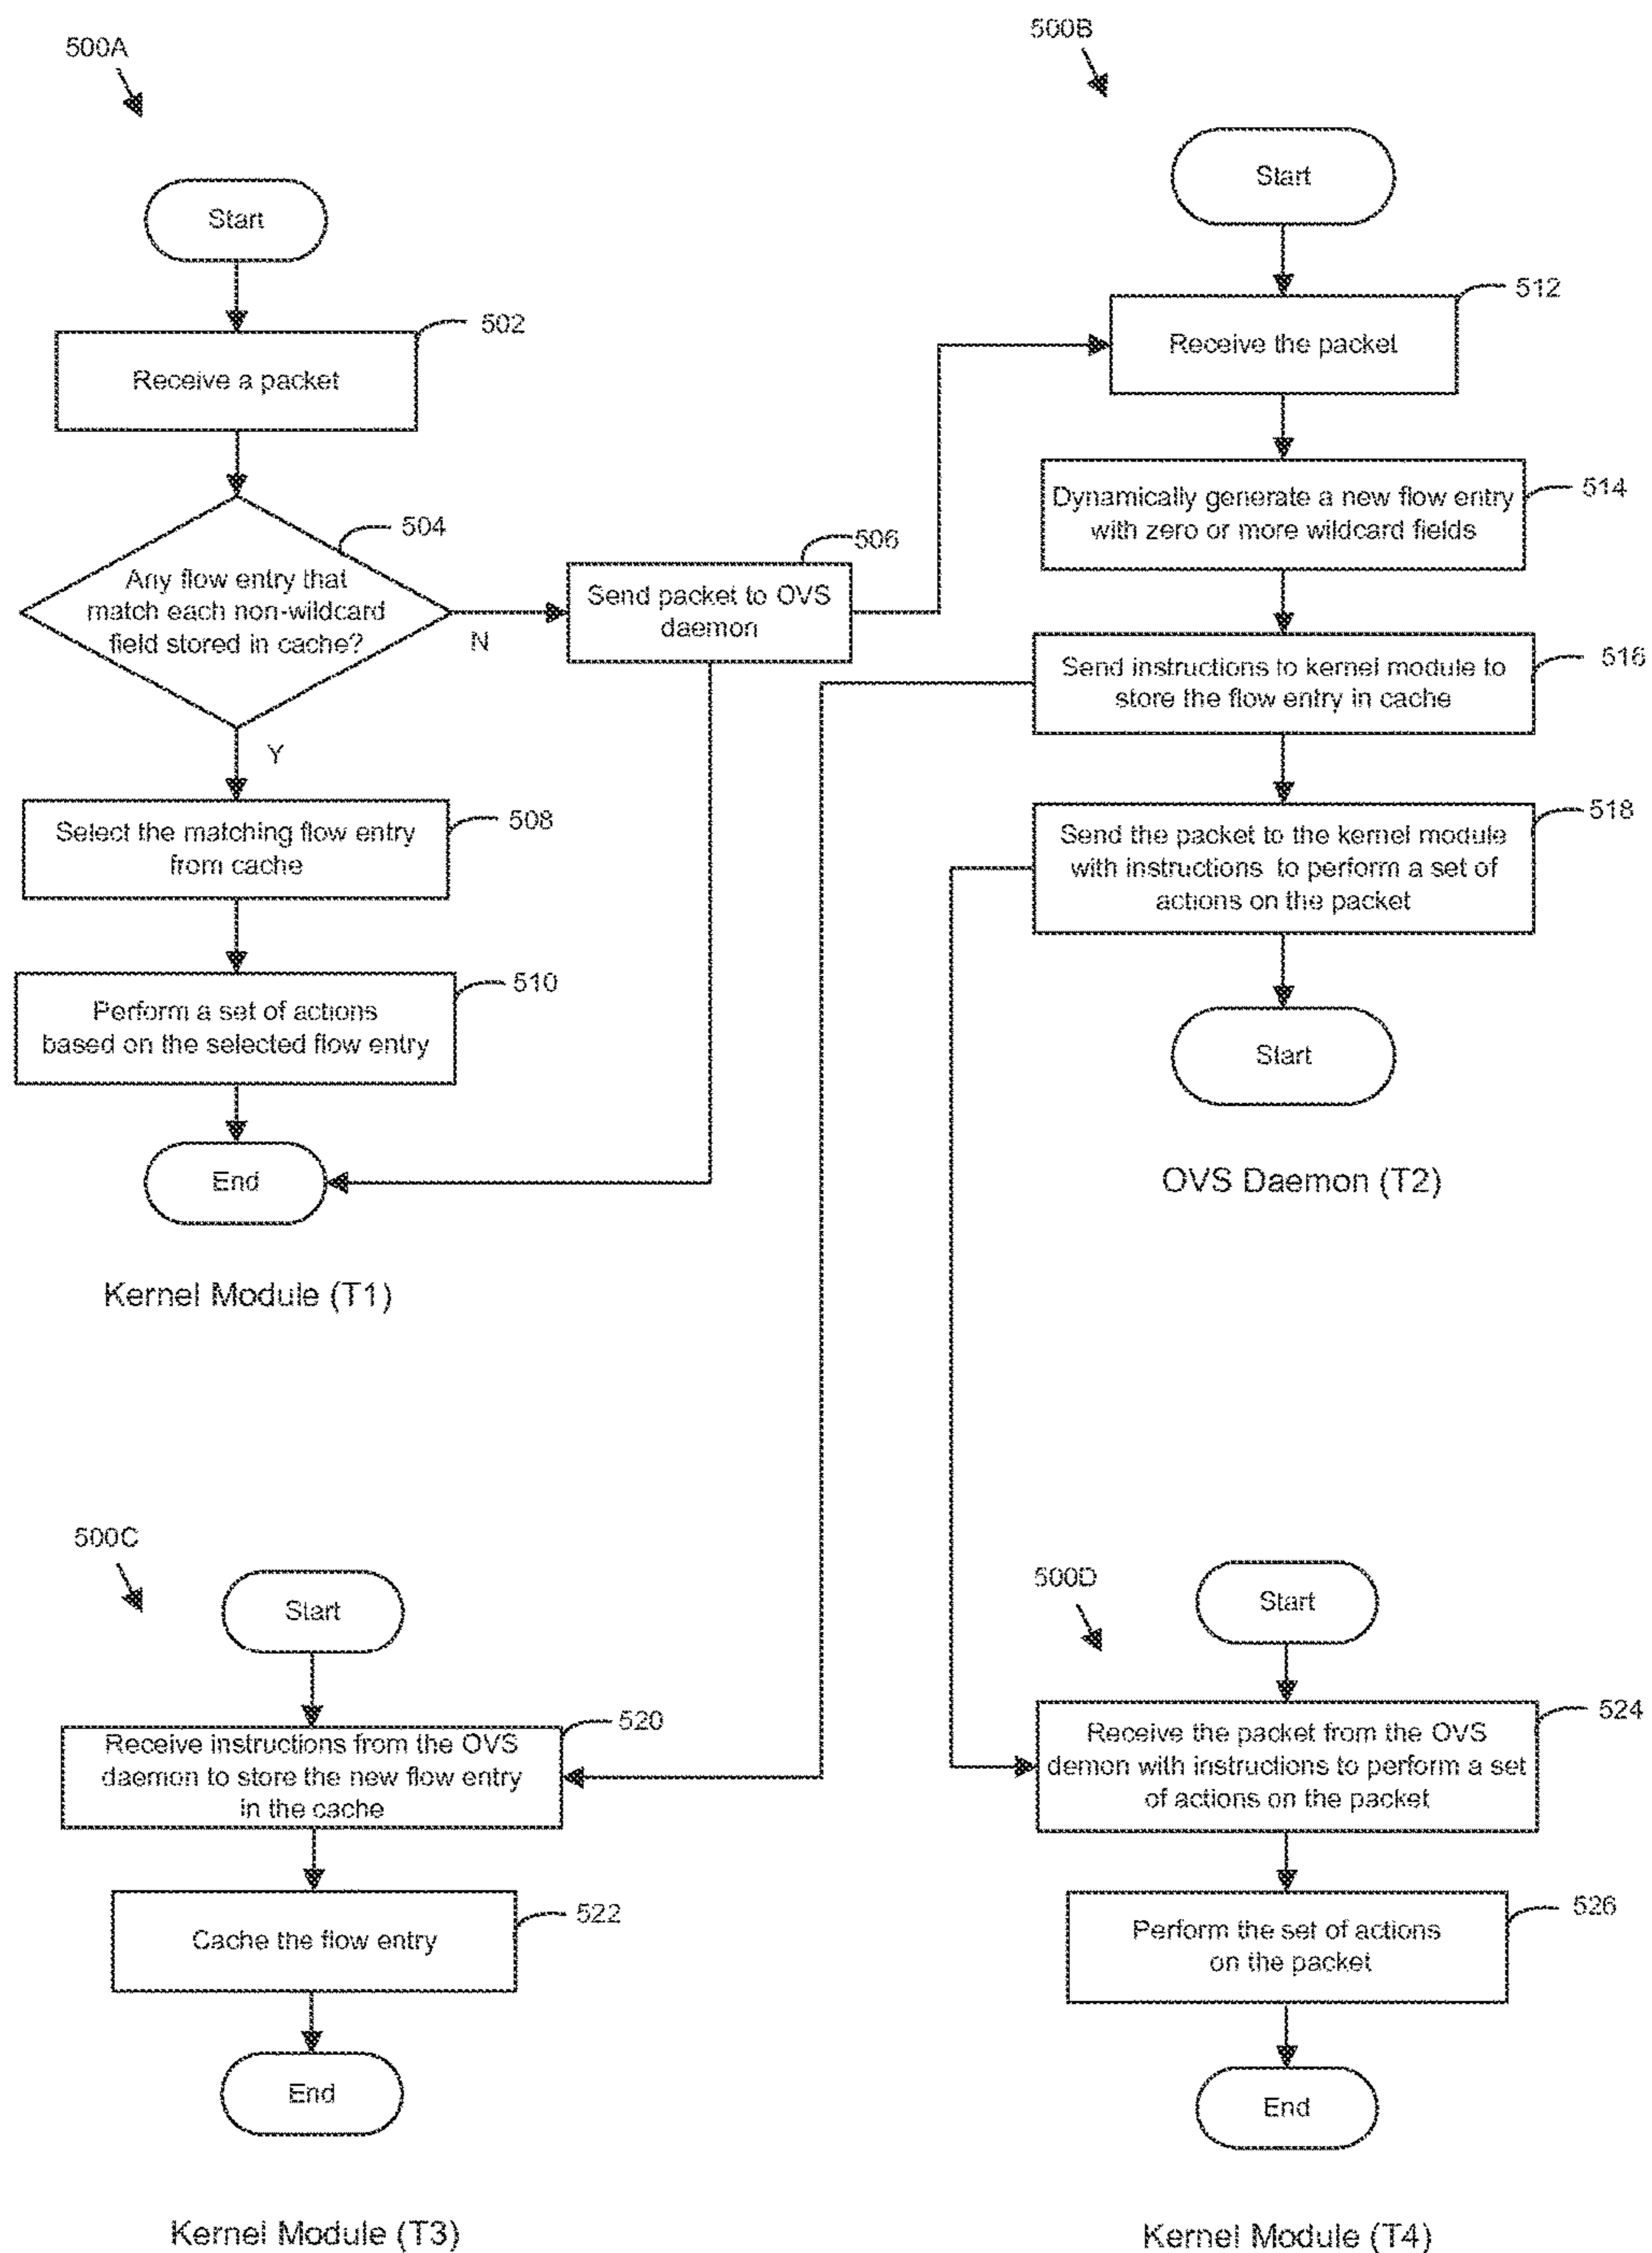 500A
Start
502
Receive a packet
504
Any flow entry that
match each non-wildcard
field stored in cache?
N
Y
506
Send packet to OVS
daemon
508
Select the matching flow entry
from cache
510
Perform a set of actions
based on the selected flow entry
End
Kernel Module (T1)
500B
Start
512
Receive the packet
514
Dynamically generate a new flow entry
with zero or more wildcard fields
516
Send instructions to kernel module to
store the flow entry in cache
518
Send the packet to the kernel module
with instructions to perform a set of
actions on the packet
Start
OVS Daemon (T2)
500C
Start
520
Receive instructions from the OVS
daemon to store the new flow entry
in the cache
522
Cache the flow entry
End
Kernel Module (T3)
500D
Start
524
Receive the packet from the OVS
demon with instructions to perform a set
of actions on the packet
526
Perform the set of actions
on the packet
End
Kernel Module (T4)